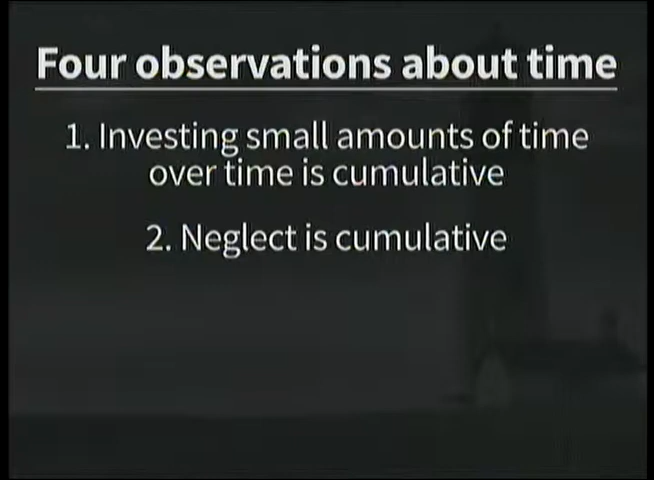 Four observations about time
1. Investing small amounts of time
over time is cumulative
2. Neglect is cumulative